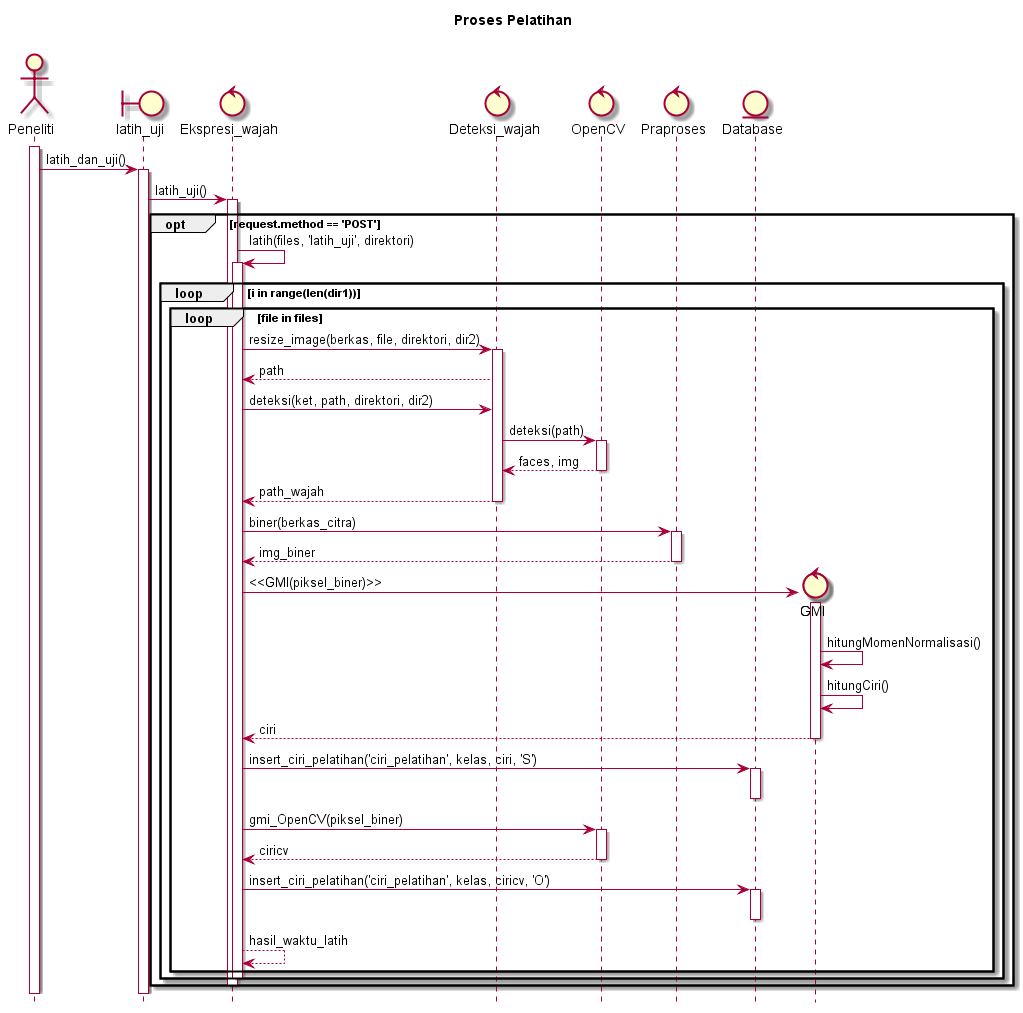 Proses Pelatihan
Peneliti
latih_uji
Ekspresi_wajah
Deteksi_wajah
OpenCV
Praproses
Database
latih_dan_uji()
latih_uji()
opt
[request.method == 'POST']
latih(files, 'latih_uji', direktori)
loop
[i in range(len(dir1))]
loop
[file in files]
resize_image(berkas, file, direktori, dir2)
path
deteksi(ket, path, direktori, dir2)
deteksi(path)
faces, img
path_wajah
biner(berkas_citra)
img_biner
<<GMI(piksel_biner)>>
GMI
hitungMomenNormalisasi()
hitungCiri()
ciri
insert_ciri_pelatihan('ciri_pelatihan', kelas, ciri, 'S')
gmi_OpenCV(piksel_biner)
ciricv
insert_ciri_pelatihan('ciri_pelatihan', kelas, ciricv, 'O')
hasil_waktu_latih